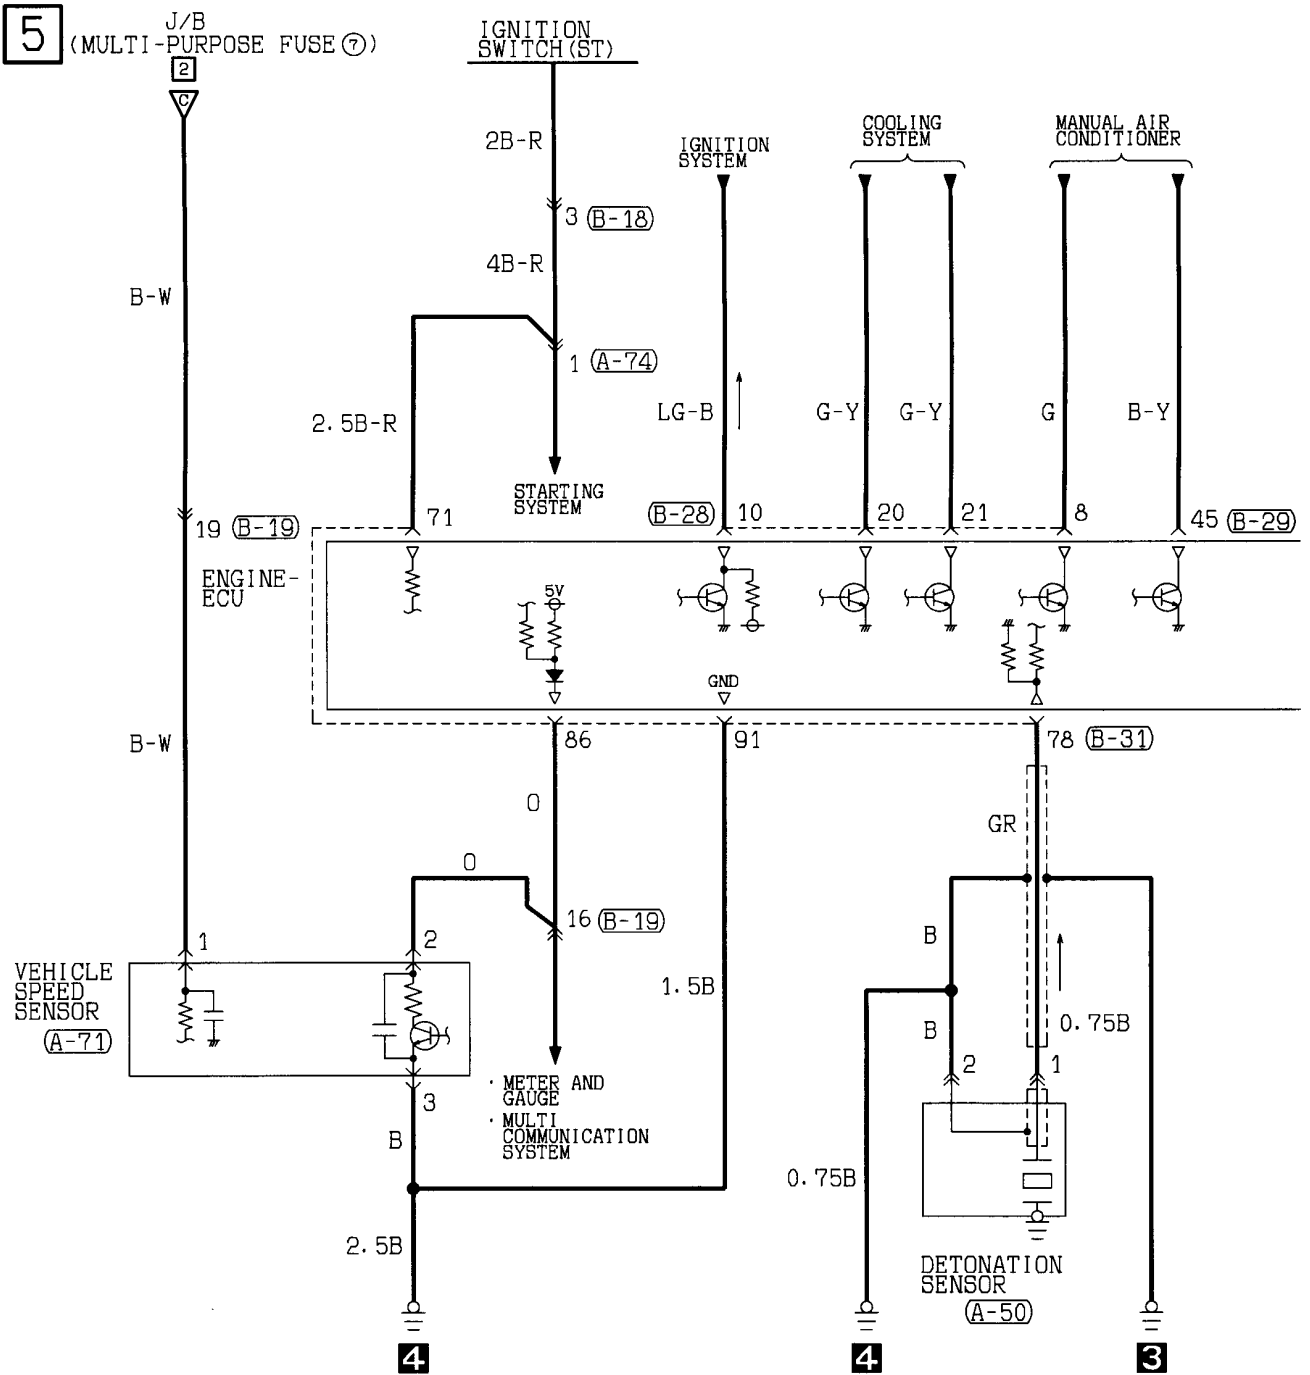 5
J/B
(MULTI-PURPOSE FUSE⑦)
2
C
IGNITION
SWITCH(ST)
2B-R
3 B-18
4B-R
1 A-74
2.5B-R
STARTING
SYSTEM
IGNITION
SYSTEM
COOLING
SYSTEM
MANUAL AIR
CONDITIONER
B-W
LG-B
G-Y
G-Y
G
B-Y
19 B-19
71
B-28 10
20
21
8
45 B-29
ENGINE-
ECU
5V
GND
B-W
86
91
78 B-31
O
O
GR
16 B-19
1
2
B
VEHICLE
SPEED
SENSOR
A-71
1.5B
B
0.75B
2
1
3
· METER AND
GAUGE
· MULTI
COMMUNICATION
SYSTEM
B
0.75B
2.5B
DETONATION
SENSOR
A-50
4
4
3